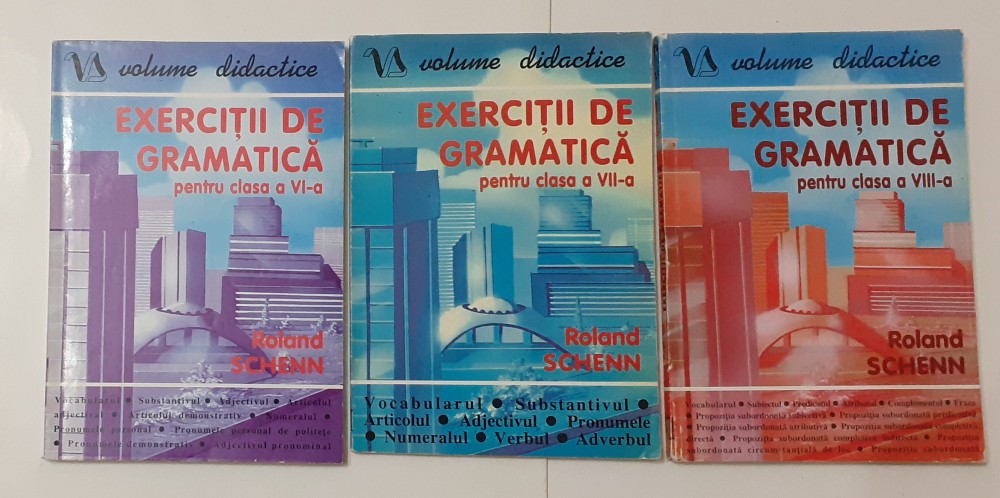 volume didactice
EXERCIȚII DE
GRAMATICĂ
pentru clasa a VI-a
Roland
SCHENN
Vocabularul • Substantivul • Adjectivul • Articolul
adjectival • Articolul demonstrativ • Numeralul •
Pronumele personal • Pronumele personal de politețe
• Pronumele demonstrativ • Adjectivul pronominal
volume didactice
EXERCIȚII DE
GRAMATICĂ
pentru clasa a VII-a
Roland
SCHENN
Vocabularul • Substantivul •
Articolul • Adjectivul • Pronumele
• Numeralul • Verbul • Adverbul
volume didactice
EXERCIȚII DE
GRAMATICĂ
pentru clasa a VIII-a
Roland
SCHENN
Vocabularul • Subiectul • Predicatul • Atributul • Complementul • Fraza
• Propoziția subordonată subiectivă • Propoziția subordonată predicativă
• Propoziția subordonată atributivă • Propoziția subordonată completivă
directă • Propoziția subordonată completivă indirectă • Propoziția
subordonată circumstanțială de loc • Propoziția subordonată